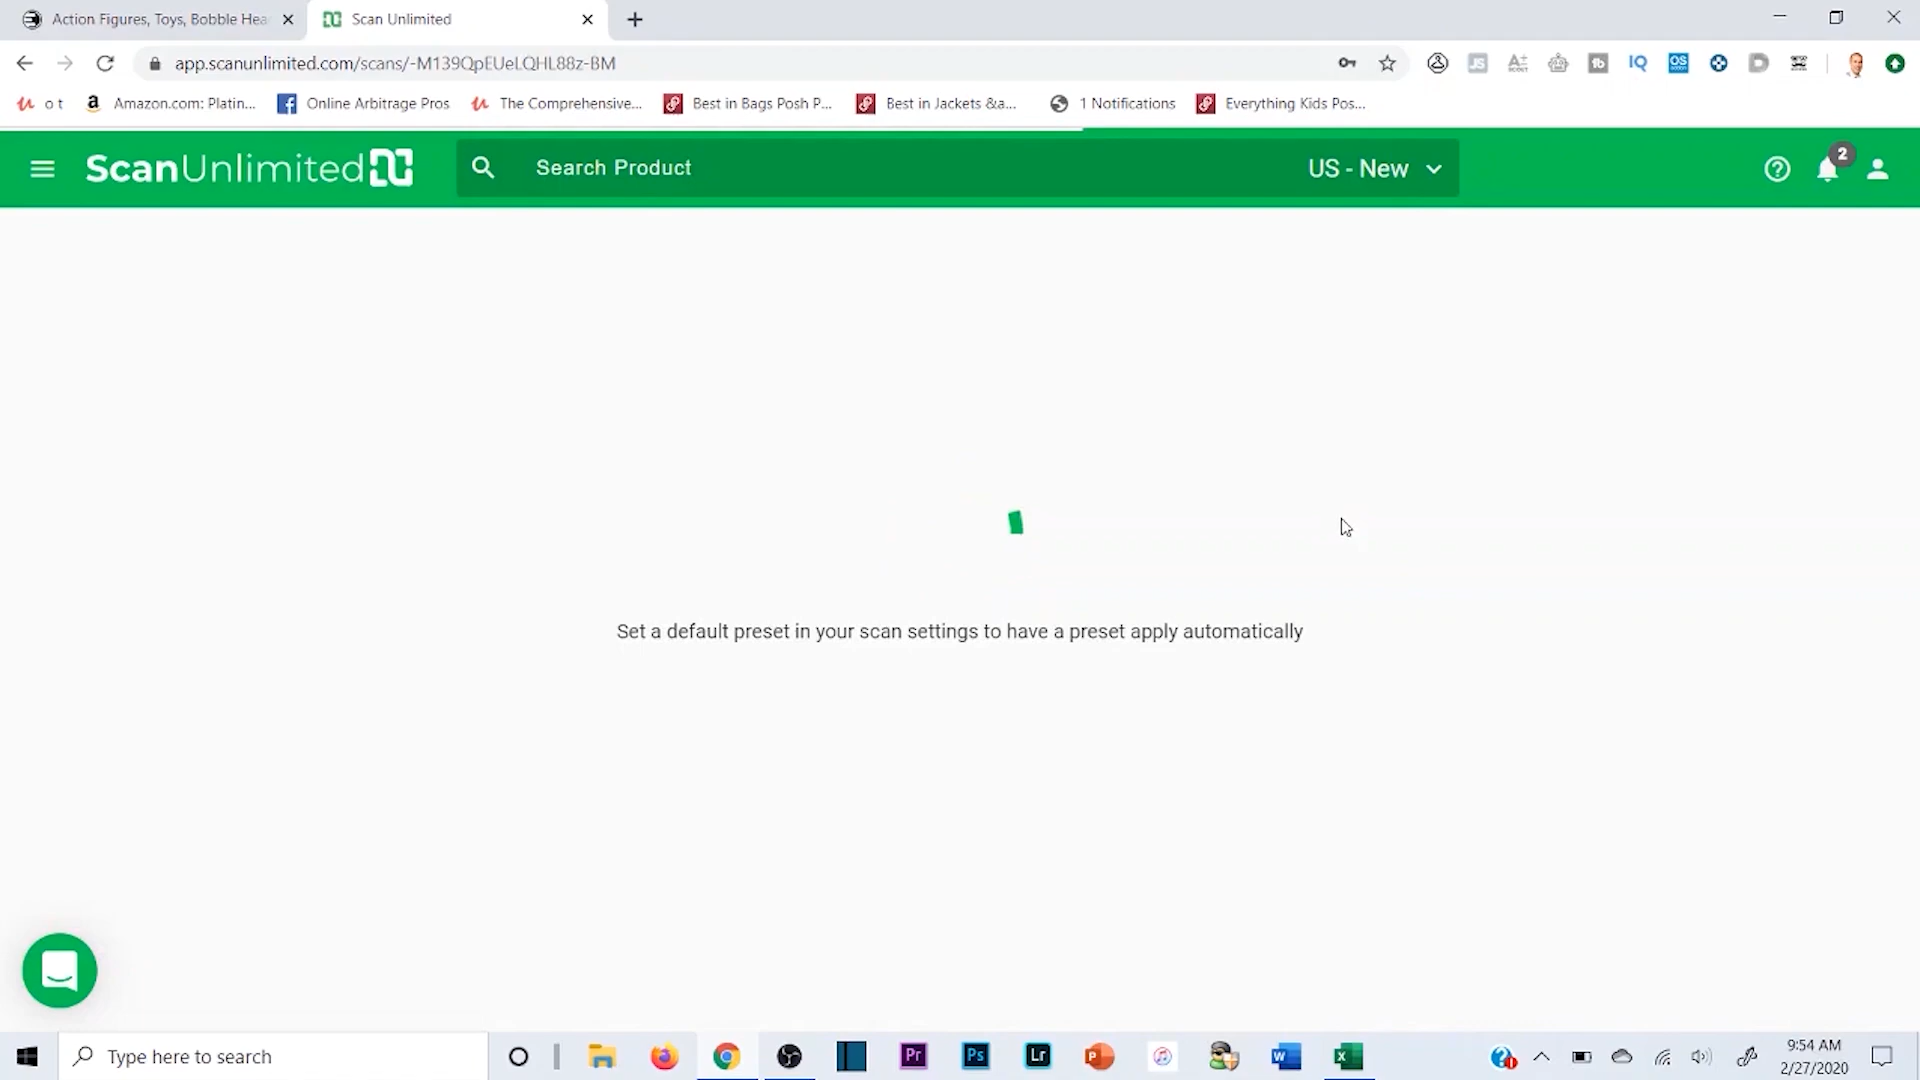 Action Figures, Toys, Bobble Hea
Scan Unlimited
app.scanunlimited.com/scans/-M139QpEUeLQHL88z-BM
o t
Amazon.com: Platin...
Online Arbitrage Pros
The Comprehensive...
Best in Bags Posh P...
Best in Jackets &a...
1 Notifications
Everything Kids Pos...
ScanUnlimited
Search Product
US - New
2
Set a default preset in your scan settings to have a preset apply automatically
Type here to search
9:54 AM
2/27/2020